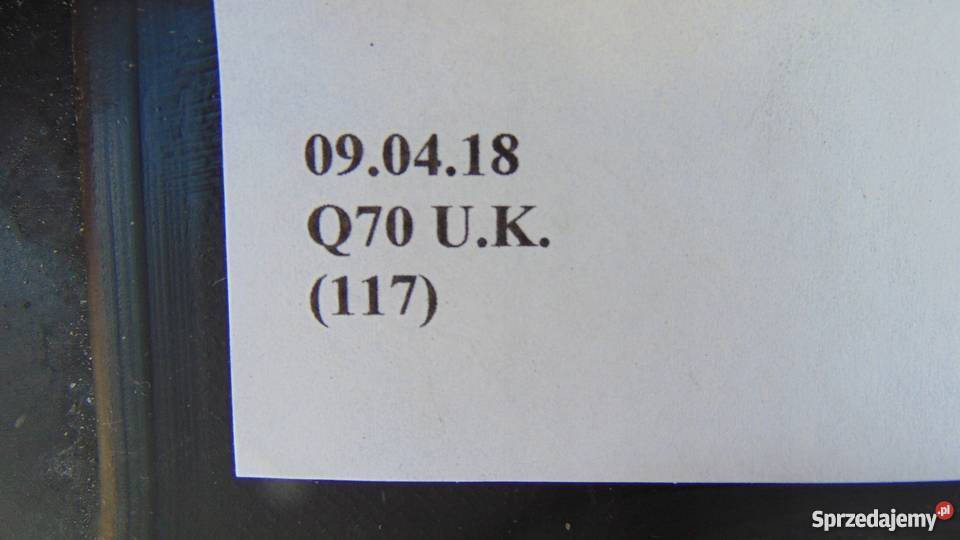 09.04.18
Q70 U.K.
(117)
Sprzedajemy.pl